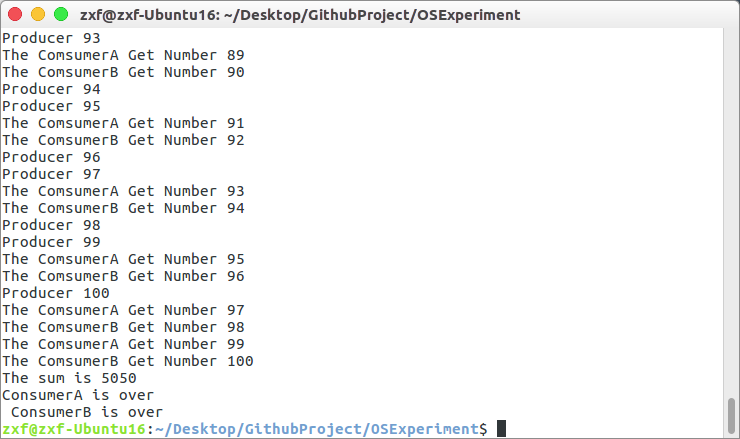 zxf@zxf-Ubuntu16: ~/Desktop/GithubProject/OSExperiment
Producer 93
The ComsumerA Get Number 89
The ComsumerB Get Number 90
Producer 94
Producer 95
The ComsumerA Get Number 91
The ComsumerB Get Number 92
Producer 96
Producer 97
The ComsumerA Get Number 93
The ComsumerB Get Number 94
Producer 98
Producer 99
The ComsumerA Get Number 95
The ComsumerB Get Number 96
Producer 100
The ComsumerA Get Number 97
The ComsumerB Get Number 98
The ComsumerA Get Number 99
The ComsumerB Get Number 100
The sum is 5050
ConsumerA is over
 ConsumerB is over
zxf@zxf-Ubuntu16:~/Desktop/GithubProject/OSExperiment$